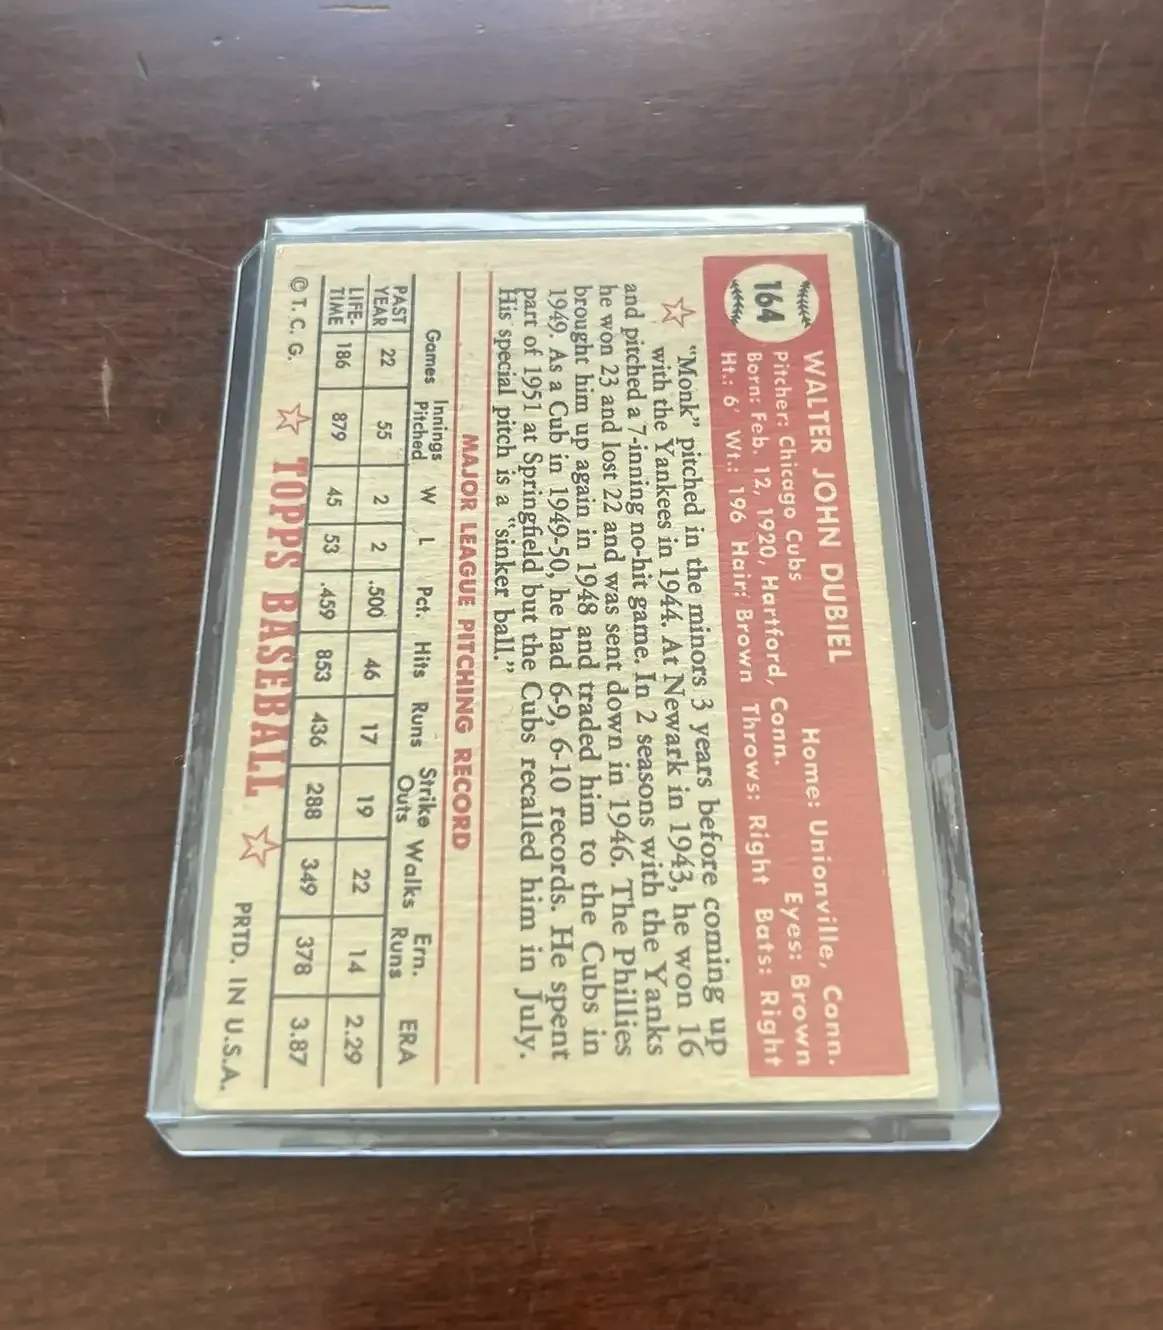 164
WALTER JOHN DUBIEL Home: Unionville, Conn.
Pitcher: Chicago Cubs Eyes: Brown
Born: Feb. 12, 1920, Hartford, Conn.
Ht.: 6' Wt.: 196 Hair: Brown Throws: Right Bats: Right
"Monk" pitched in the minors 3 years before coming up
with the Yankees in 1944. At Newark in 1943, he won 16
and pitched a 7-inning no-hit game. In 2 seasons with the Yanks
he won 23 and lost 22 and was sent down in 1946. The Phillies
brought him up again in 1948 and traded him to the Cubs in
1949. As a Cub in 1949-50, he had 6-9, 6-10 records. He spent
part of 1951 at Springfield but the Cubs recalled him in July.
His special pitch is a "sinker ball."
MAJOR LEAGUE PITCHING RECORD
Games Innings Pitched W L Pct. Hits Runs Strike Outs Walks Ern. Runs ERA
PAST YEAR 22 55 2 2 .500 46 17 19 22 14 2.29
LIFE-TIME 186 879 45 53 .459 853 436 288 349 378 3.87
© T. C. G. TOPPS BASEBALL PRTD. IN U.S.A.